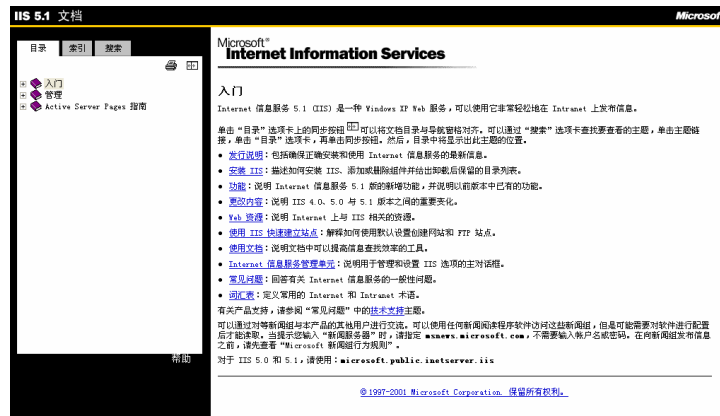 IIS 5.1 文档
Microsof
目录 索引 搜索
入门
管理
Active Server Pages 指南
帮助
Microsoft®
Internet Information Services
入门
Internet 信息服务 5.1 (IIS) 是一种 Windows XP Web 服务，可以使用它非常轻松地在 Intranet 上发布信息。
单击“目录”选项卡上的同步按钮 可以将文档目录与导航窗格对齐。可以通过“搜索”选项卡查找要查看的主题，单击主题链
接，单击“目录”选项卡，再单击同步按钮。然后，目录中将显示出此主题的位置。
• 发行说明：包括确保正确安装和使用 Internet 信息服务的最新信息。
• 安装 IIS：描述如何安装 IIS、添加或删除组件并给出卸载后保留的目录列表。
• 功能：说明 Internet 信息服务 5.1 版的新增功能，并说明以前版本中已有的功能。
• 更改内容：说明 IIS 4.0、5.0 与 5.1 版本之间的重要变化。
• Web 资源：说明 Internet 上与 IIS 相关的资源。
• 使用 IIS 快速建立站点：解释如何使用默认设置创建网站和 FTP 站点。
• 使用文档：说明文档中可以提高信息查找效率的工具。
• Internet 信息服务管理单元：说明用于管理和设置 IIS 选项的主对话框。
• 常见问题：回答有关 Internet 信息服务的一般性问题。
• 词汇表：定义常用的 Internet 和 Intranet 术语。
有关产品支持，请参阅“常见问题”中的技术支持主题。
可以通过对等新闻组与本产品的其他用户进行交流。可以使用任何新闻阅读程序软件访问这些新闻组，但是可能需要对软件进行配置
后才能读取。当提示您输入“新闻服务器”时，请指定 msnews.microsoft.com，不需要输入帐户名或密码。在向新闻组发布信息
之前，请先查看“Microsoft 新闻组行为规则”。
对于 IIS 5.0 和 5.1，请使用：microsoft.public.inetserver.iis
© 1997-2001 Microsoft Corporation. 保留所有权利。